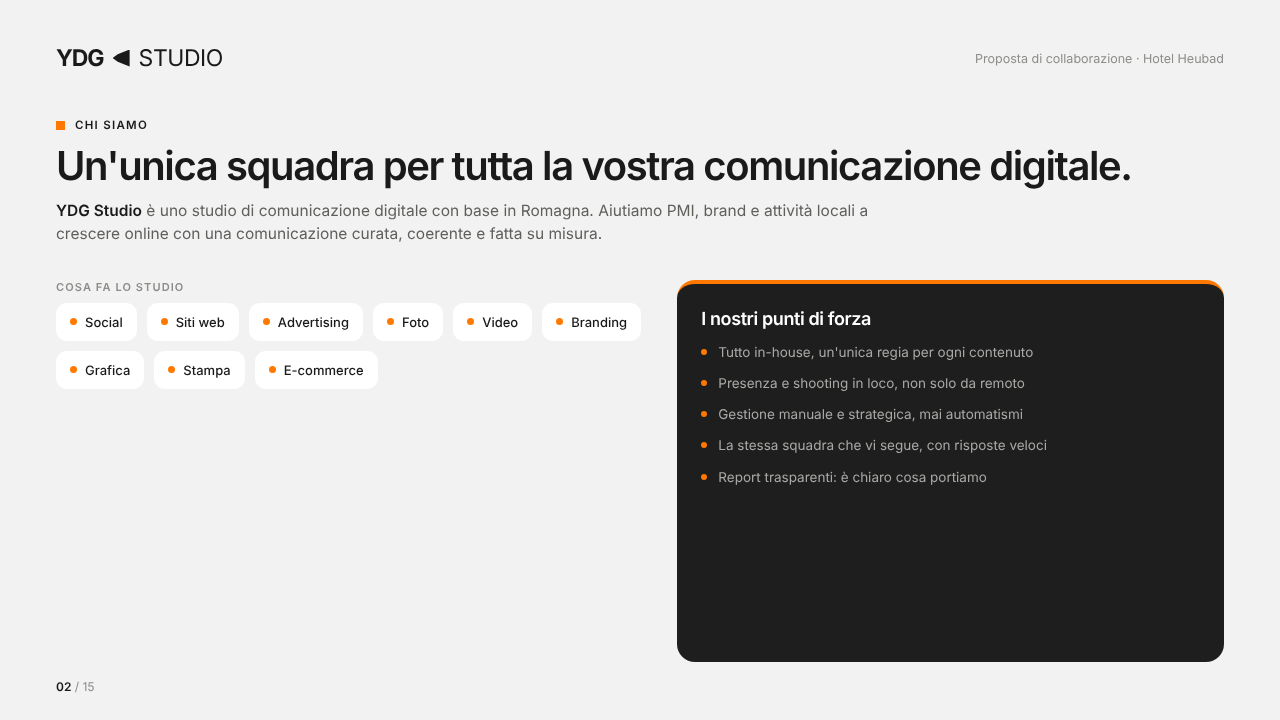 YDG STUDIO
Proposta di collaborazione · Hotel Heubad
CHI SIAMO
Un'unica squadra per tutta la vostra comunicazione digitale.
YDG Studio è uno studio di comunicazione digitale con base in Romagna. Aiutiamo PMI, brand e attività locali a
crescere online con una comunicazione curata, coerente e fatta su misura.
COSA FA LO STUDIO
Social
Siti web
Advertising
Foto
Video
Branding
Grafica
Stampa
E-commerce
I nostri punti di forza
Tutto in-house, un'unica regia per ogni contenuto
Presenza e shooting in loco, non solo da remoto
Gestione manuale e strategica, mai automatismi
La stessa squadra che vi segue, con risposte veloci
Report trasparenti: è chiaro cosa portiamo
02 / 15